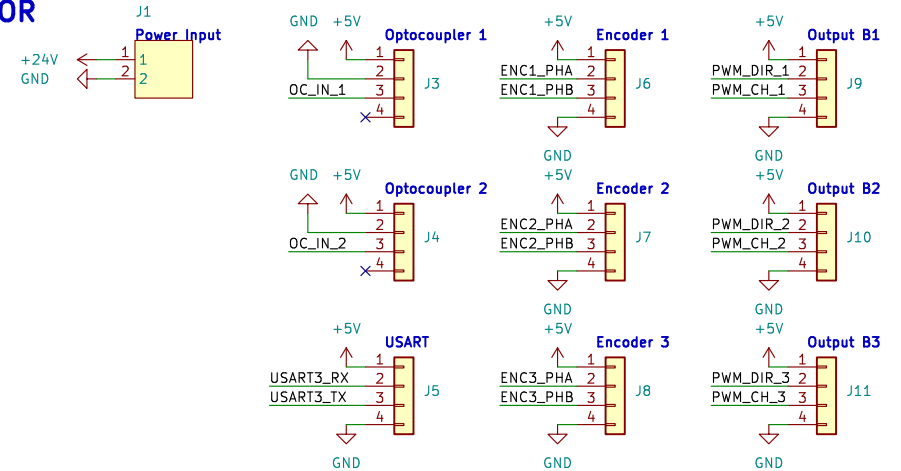 OR
J1
Power Input
+24V
1
1
GND
2
2
GND
+5V
Optocoupler 1
1
2
OC_IN_1
3
4
J3
+5V
Encoder 1
1
ENC1_PHA
2
ENC1_PHB
3
4
J6
GND
+5V
Output B1
1
PWM_DIR_1
2
PWM_CH_1
3
4
J9
GND
GND
+5V
Optocoupler 2
1
2
OC_IN_2
3
4
J4
+5V
Encoder 2
1
ENC2_PHA
2
ENC2_PHB
3
4
J7
GND
+5V
Output B2
1
PWM_DIR_2
2
PWM_CH_2
3
4
J10
GND
+5V
USART
1
USART3_RX
2
USART3_TX
3
4
J5
GND
+5V
Encoder 3
1
ENC3_PHA
2
ENC3_PHB
3
4
J8
GND
+5V
Output B3
1
PWM_DIR_3
2
PWM_CH_3
3
4
J11
GND